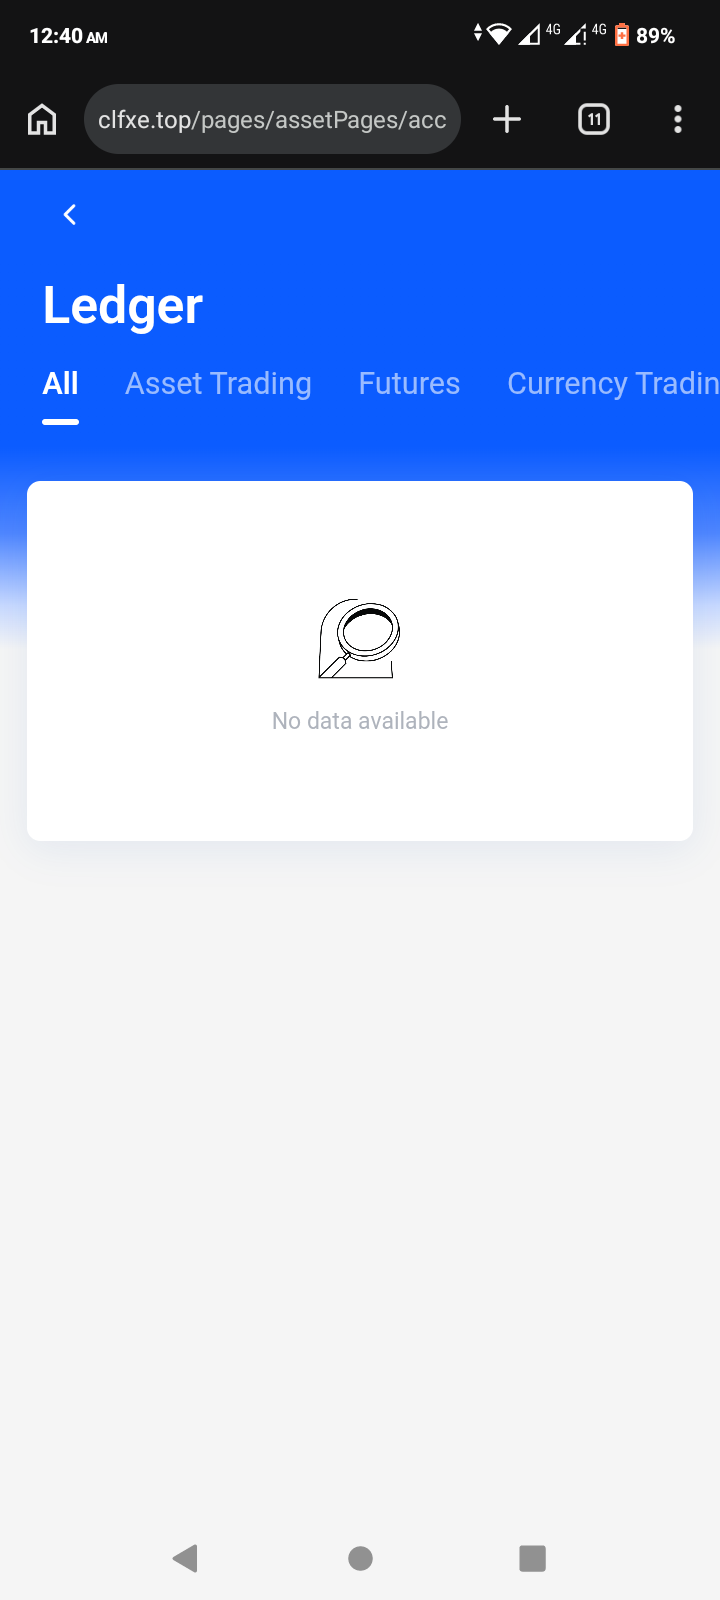 12:40 AM 4G 4G 89%
clfxe.top/pages/assetPages/acc 11
Ledger
All Asset Trading Futures Currency Tradin
No data available